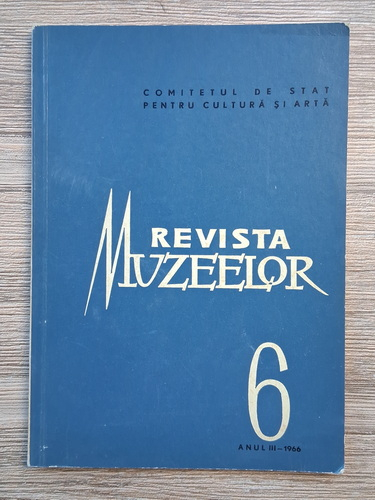 COMITETUL DE STAT
PENTRU CULTURĂ ȘI ARTĂ
REVISTA
MUZEELOR
6
ANUL III-1966